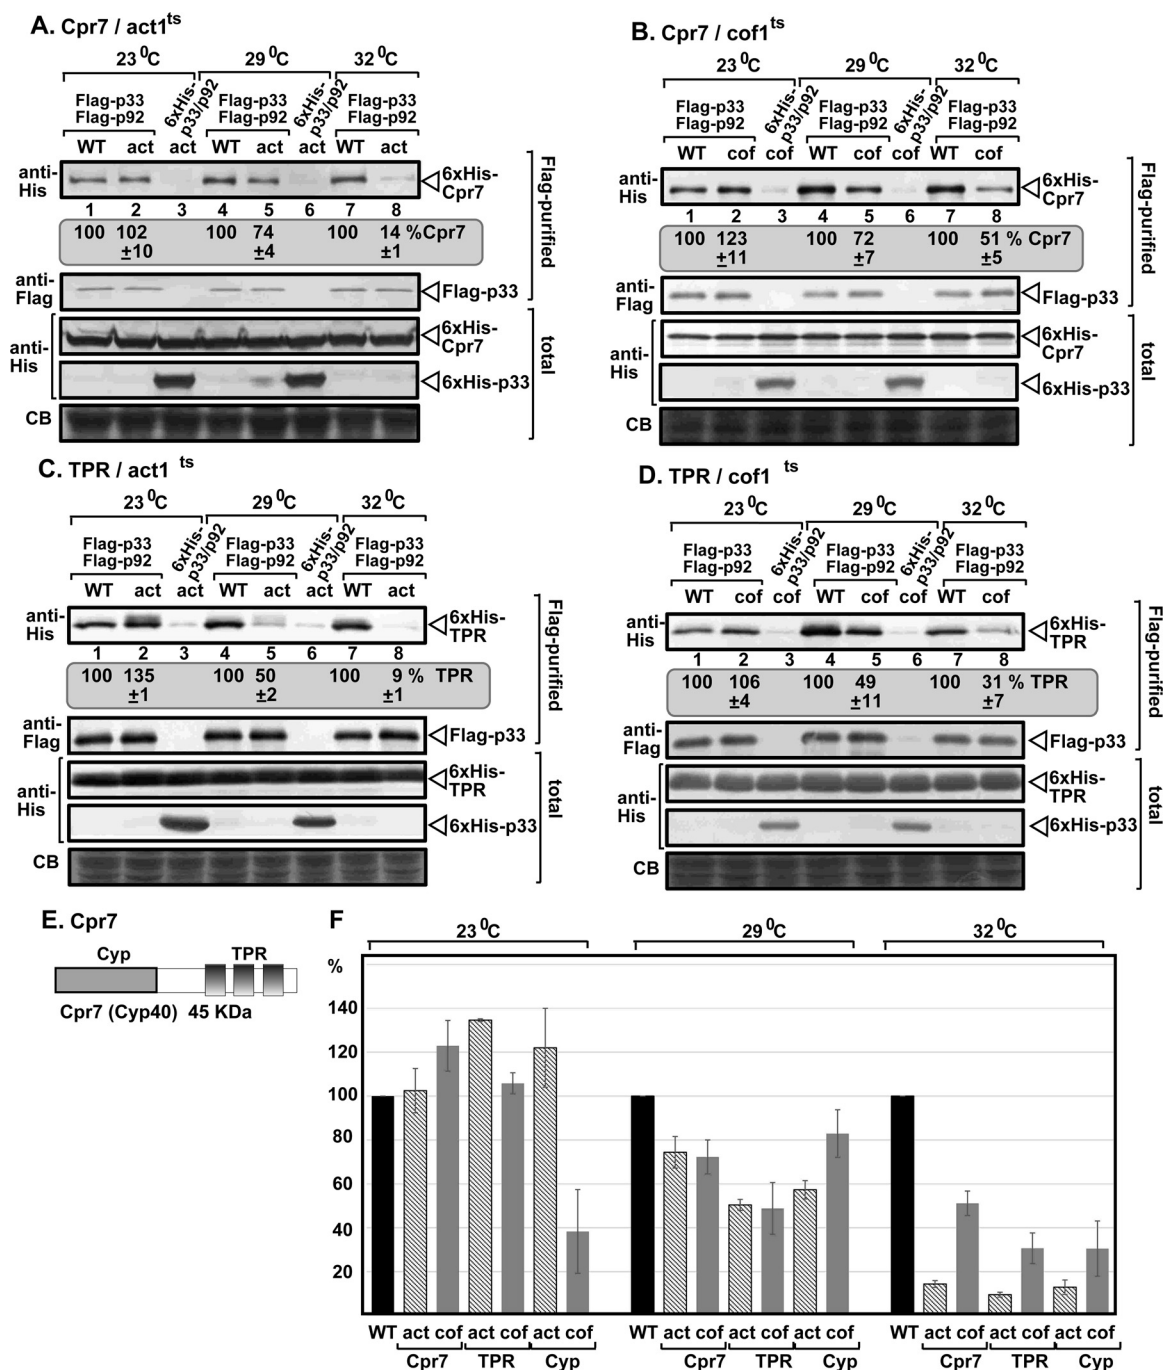 A. Cpr7 / act1ts
23 0C 29 0C 32 0C
Flag-p33 Flag-p92 6xHis-p33/p92 Flag-p33 Flag-p92 6xHis-p33/p92 Flag-p33 Flag-p92
WT act act WT act act WT act
anti-His 6xHis-Cpr7
1 2 3 4 5 6 7 8
100 102 100 74 100 14 %Cpr7
±10 ±4 ±1
anti-Flag Flag-p33
Flag-purified
anti-His 6xHis-Cpr7
6xHis-p33
CB
total
B. Cpr7 / cof1ts
23 0C 29 0C 32 0C
Flag-p33 Flag-p92 6xHis-p33/p92 Flag-p33 Flag-p92 6xHis-p33/p92 Flag-p33 Flag-p92
WT cof cof WT cof cof WT cof
anti-His 6xHis-Cpr7
1 2 3 4 5 6 7 8
100 123 100 72 100 51 % Cpr7
±11 ±7 ±5
anti-Flag Flag-p33
Flag-purified
anti-His 6xHis-Cpr7
6xHis-p33
CB
total
C. TPR / act1 ts
23 0C 29 0C 32 0C
Flag-p33 Flag-p92 6xHis-p33/p92 Flag-p33 Flag-p92 6xHis-p33/p92 Flag-p33 Flag-p92
WT act act WT act act WT act
anti-His 6xHis-TPR
1 2 3 4 5 6 7 8
100 135 100 50 100 9 % TPR
±1 ±2 ±1
anti-Flag Flag-p33
Flag-purified
anti-His 6xHis-TPR
6xHis-p33
CB
total
D. TPR / cof1 ts
23 0C 29 0C 32 0C
Flag-p33 Flag-p92 6xHis-p33/p92 Flag-p33 Flag-p92 6xHis-p33/p92 Flag-p33 Flag-p92
WT cof cof WT cof cof WT cof
anti-His 6xHis-TPR
1 2 3 4 5 6 7 8
100 106 100 49 100 31 % TPR
±4 ±11 ±7
anti-Flag Flag-p33
Flag-purified
anti-His 6xHis-TPR
6xHis-p33
CB
total
E. Cpr7
Cyp TPR
Cpr7 (Cyp40) 45 KDa
F
23 0C 29 0C 32 0C
%
140
120
100
80
60
40
20
WT act cof act cof act cof WT act cof act cof act cof WT act cof act cof act cof
Cpr7 TPR Cyp Cpr7 TPR Cyp Cpr7 TPR Cyp